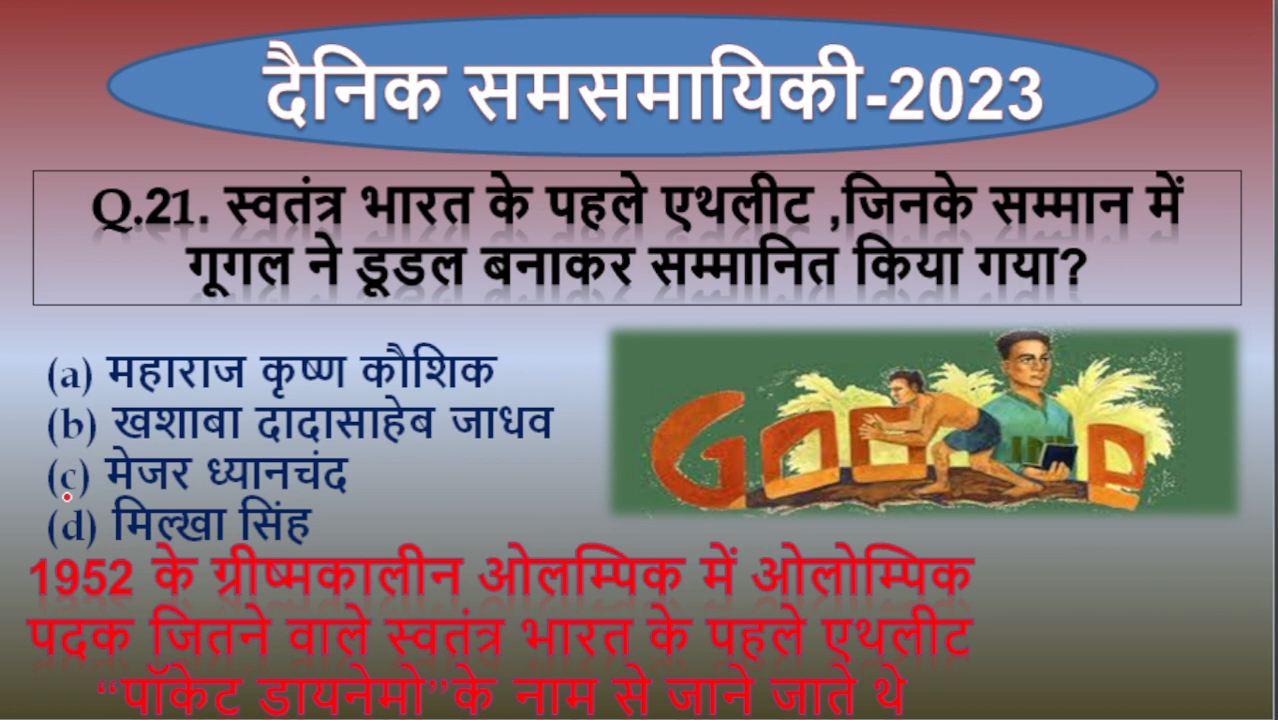 दैनिक समसमायिकी-2023
Q.21. स्वतंत्र भारत के पहले एथलीट ,जिनके सम्मान में
गूगल ने डूडल बनाकर सम्मानित किया गया?
(a) महाराज कृष्ण कौशिक
(b) खशाबा दादासाहेब जाधव
(c) मेजर ध्यानचंद
(d) मिल्खा सिंह
Google
1952 के ग्रीष्मकालीन ओलम्पिक में ओलोम्पिक
पदक जितने वाले स्वतंत्र भारत के पहले एथलीट
“पॉकेट डायनेमो”के नाम से जाने जाते थे